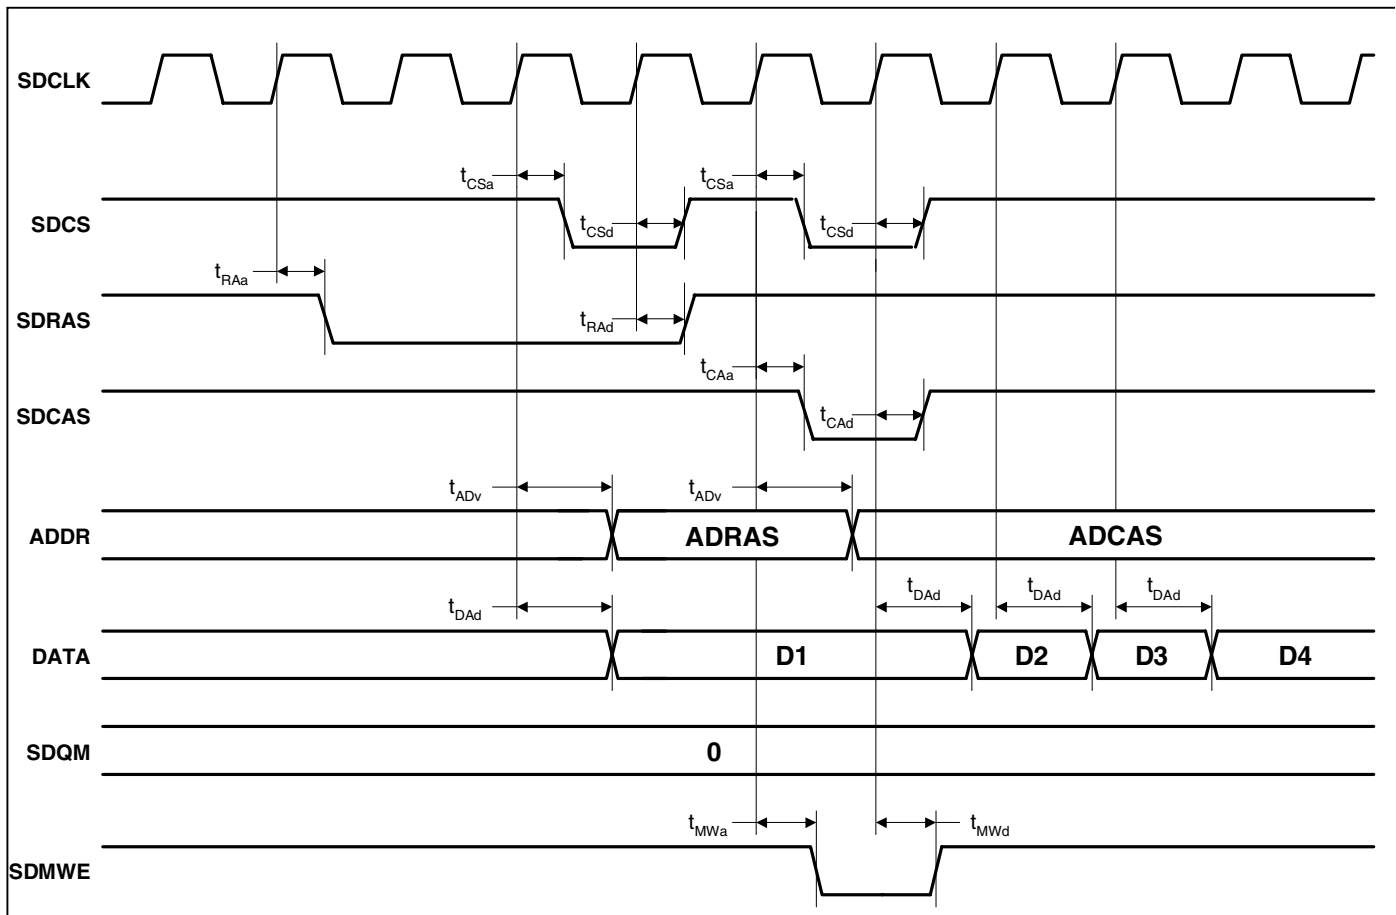 SDCLK
t_CSa t_CSa
SDCS t_CSd t_CSd
t_RAa
SDRAS t_RAd
t_CAa
SDCAS t_CAd
t_ADv t_ADv
ADDR ADRAS ADCAS
t_DAd t_DAd t_DAd t_DAd
DATA D1 D2 D3 D4
SDQM 0
t_MWa t_MWd
SDMWE